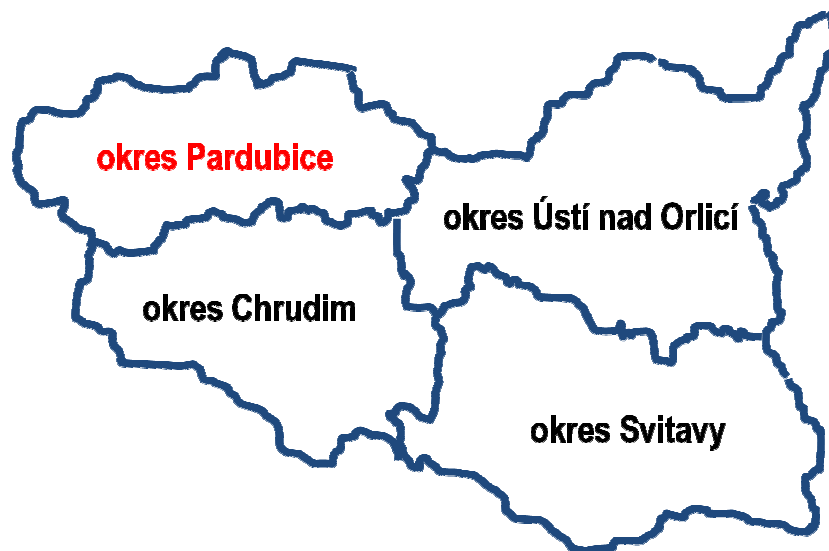 okres Pardubice
okres Ústí nad Orlicí
okres Chrudim
okres Svitavy